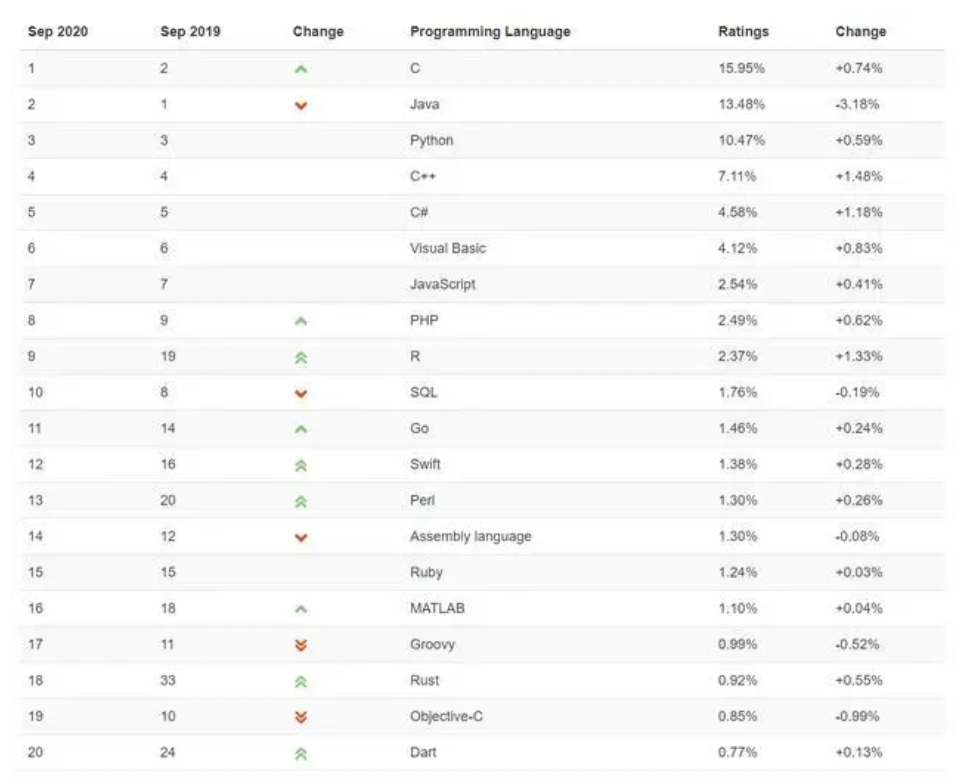 Sep 2020 Sep 2019 Change Programming Language Ratings Change
1 2 C 15.95% +0.74%
2 1 Java 13.48% -3.18%
3 3 Python 10.47% +0.59%
4 4 C++ 7.11% +1.48%
5 5 C# 4.58% +1.18%
6 6 Visual Basic 4.12% +0.83%
7 7 JavaScript 2.54% +0.41%
8 9 PHP 2.49% +0.62%
9 19 R 2.37% +1.33%
10 8 SQL 1.76% -0.19%
11 14 Go 1.46% +0.24%
12 16 Swift 1.38% +0.28%
13 20 Perl 1.30% +0.26%
14 12 Assembly language 1.30% -0.08%
15 15 Ruby 1.24% +0.03%
16 18 MATLAB 1.10% +0.04%
17 11 Groovy 0.99% -0.52%
18 33 Rust 0.92% +0.55%
19 10 Objective-C 0.85% -0.99%
20 24 Dart 0.77% +0.13%